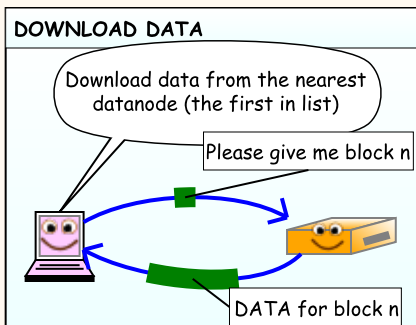 DOWNLOAD DATA
Download data from the nearest
datanode (the first in list)
Please give me block n
DATA for block n